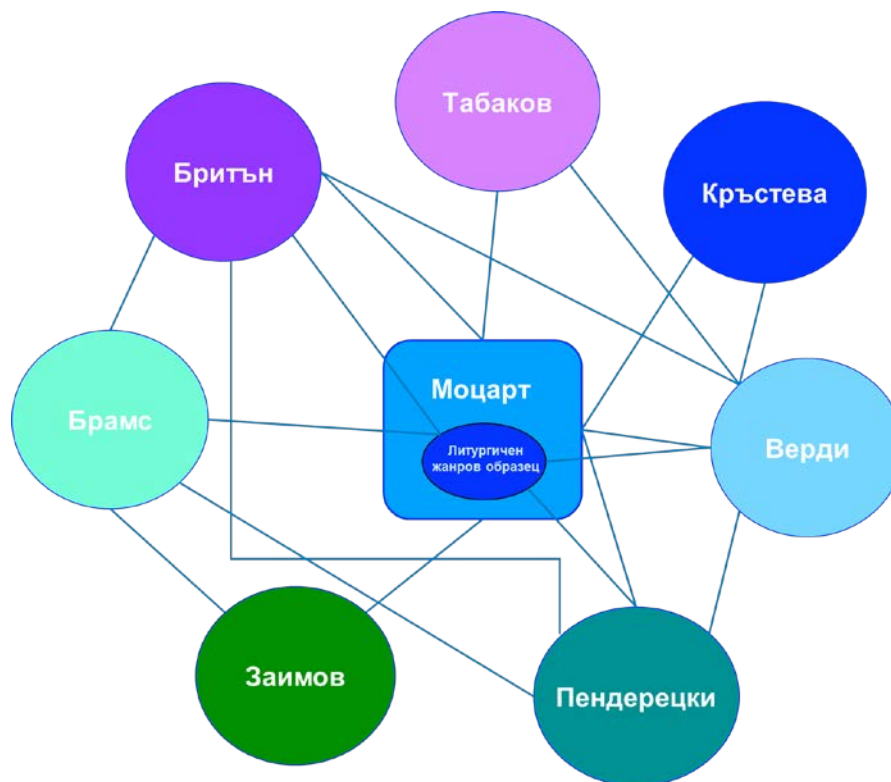 Табаков
Бритън
Кръстева
Моцарт
Брамс
Литургичен
жанров образец
Верди
Заимов
Пендерецки